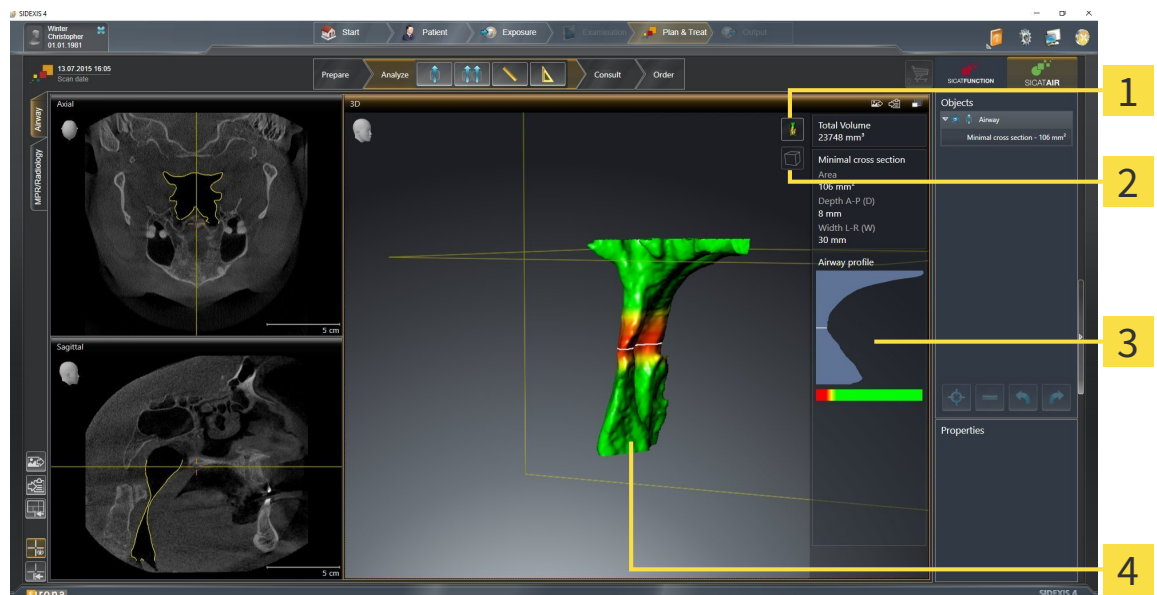 SIDEXIS 4
Winter
Christopher
01.01.1981
Start
Patient
Exposure
Examination
Plan & Treat
Output
13.07.2015 16:05
Scan date
Prepare
Analyze
Consult
Order
SICATFUNCTION
SICATAIR
Airway
MPR/Radiology
Axial
5 cm
Sagittal
5 cm
3D
Total Volume
23748 mm³
Minimal cross section
Area
106 mm²
Depth A-P (D)
8 mm
Width L-R (W)
30 mm
Airway profile
Objects
Airway
Minimal cross section - 106 mm²
Properties
1
2
3
4
sirona
SIDEXIS 4